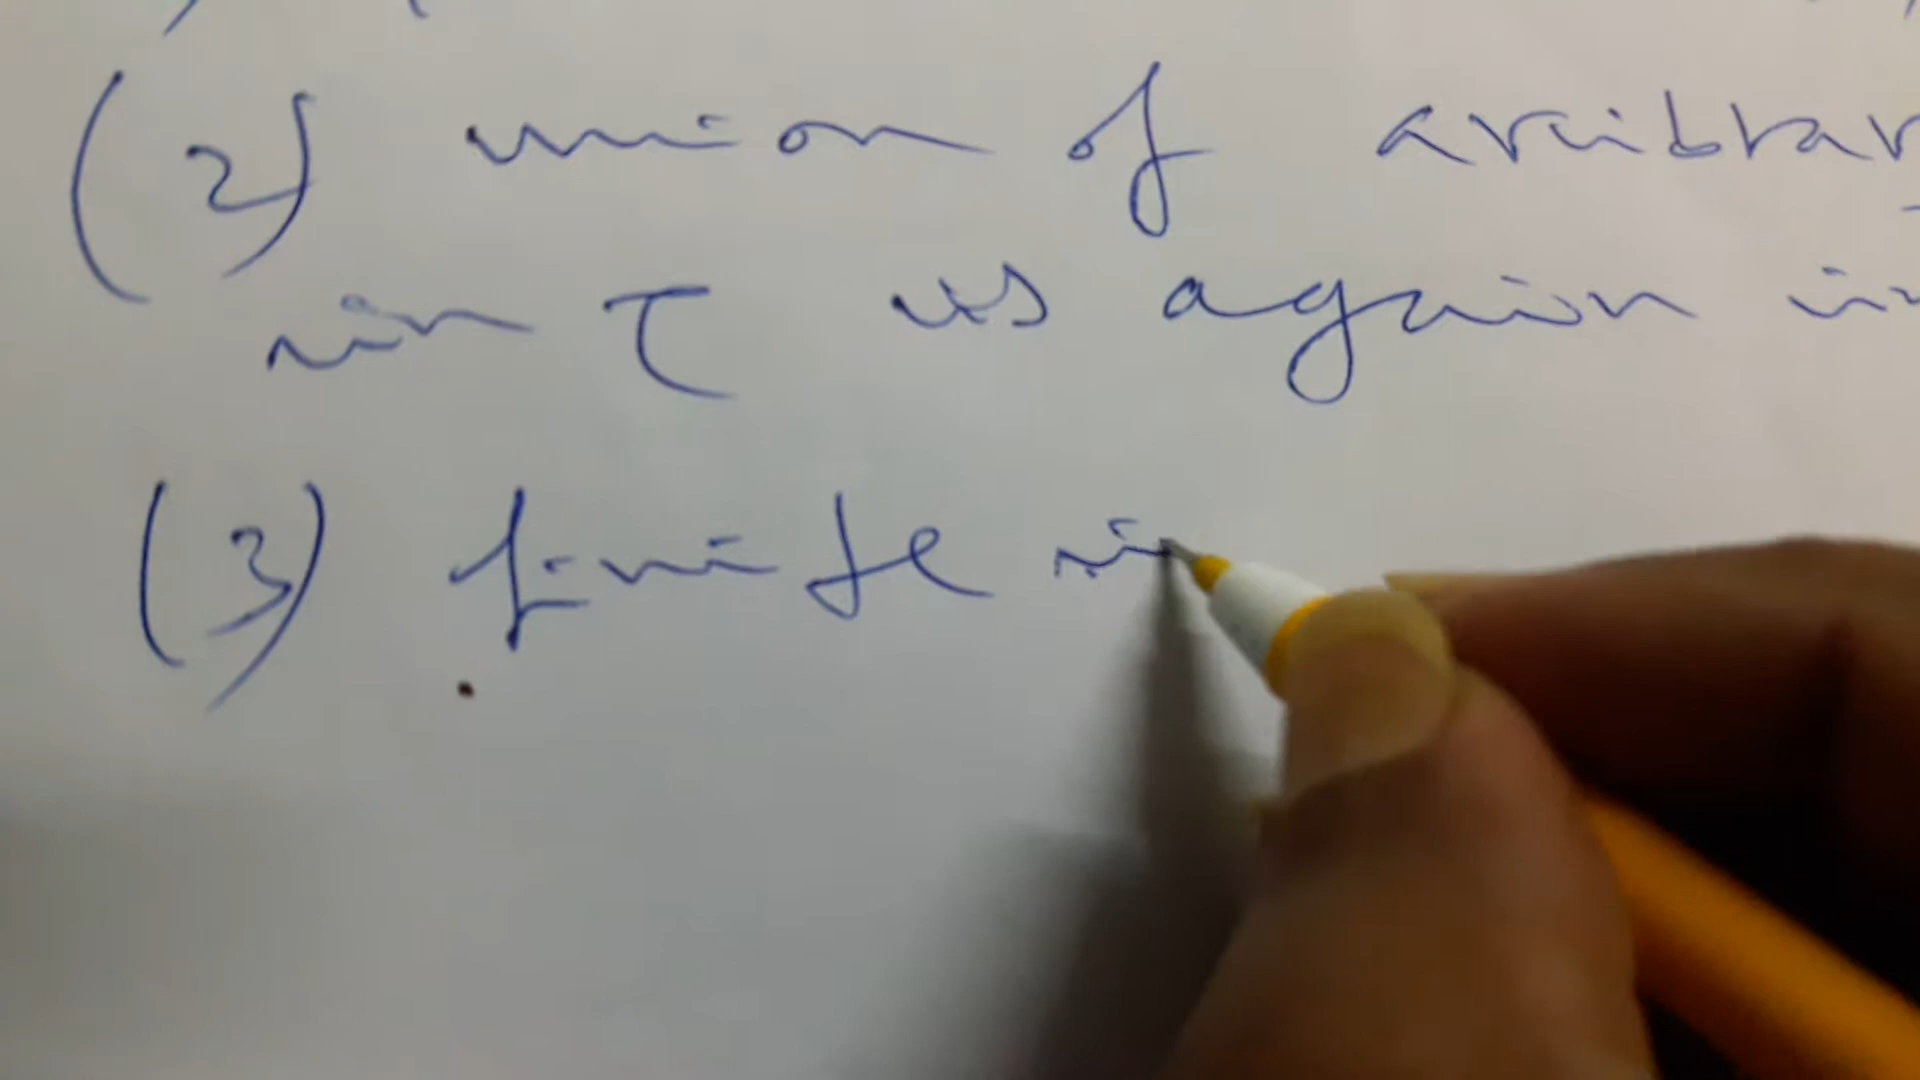 (2) union of arbitrar
in τ is again in
(3) finite in